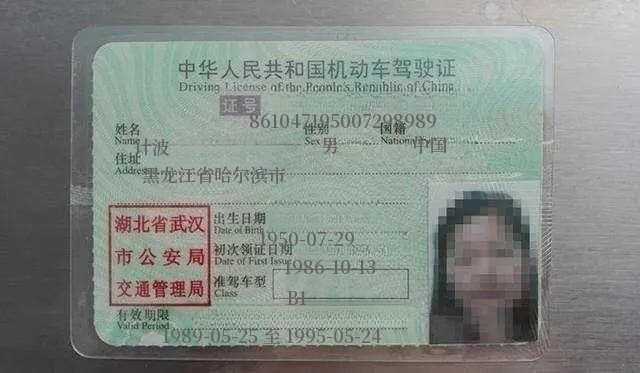 中华人民共和国机动车驾驶证
Driving License of the People's Republic of China
证号 861047195007298989
姓名 计波 性别 男 国籍 中国
Name Sex Nationality
住址 黑龙江省哈尔滨市
Address
湖北省武汉
市公安局
交通管理局
出生日期 1950-07-29
Date of Birth
初次领证日期 1986-10-13
Date of First Issue
准驾车型 B1
Class
有效期限 1989-05-25 至 1995-05-24
Valid Period